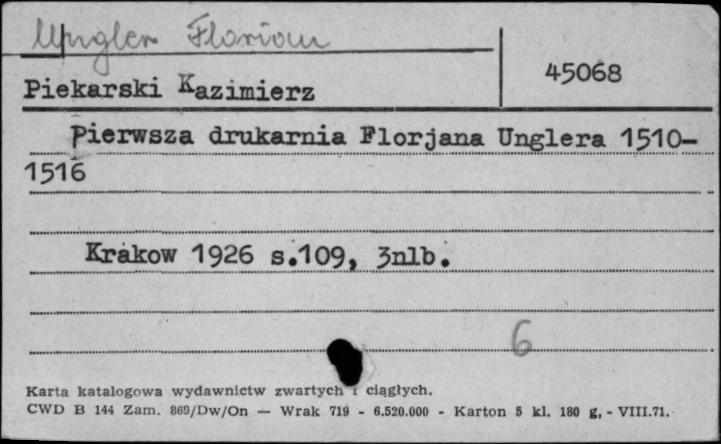 Ungler Florian
45068
Piekarski Kazimierz
Pierwsza drukarnia Florjana Unglera 1510-
1516
Krakow 1926 s.109, 3nlb.
6
Karta katalogowa wydawnictw zwartych i ciągłych.
CWD B 144 Zam. 869/Dw/On — Wrak 719 - 6.520.000 - Karton 5 kl. 180 g. - VIII.71.